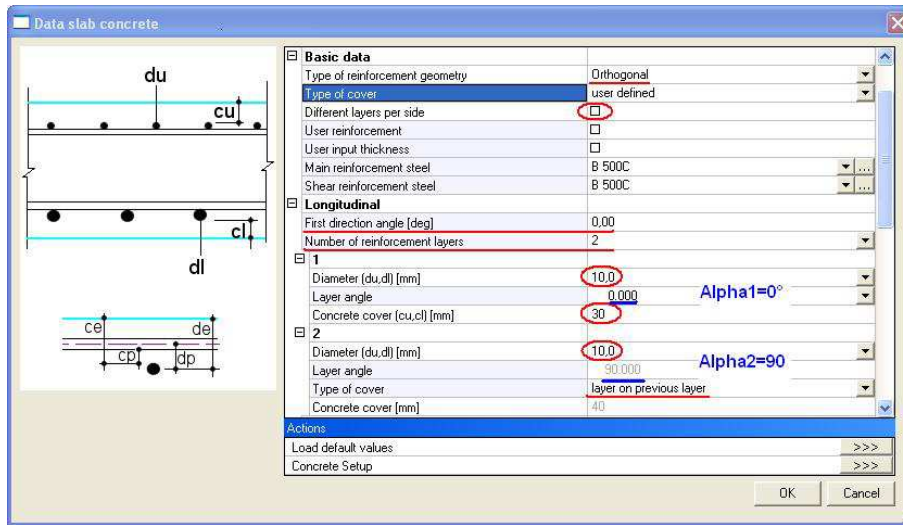 Data slab concrete
du
cu
cl
dl
ce
de
cp
dp
Basic data
Type of reinforcement geometry Orthogonal
Type of cover user defined
Different layers per side
User reinforcement
User input thickness
Main reinforcement steel B 500C ...
Shear reinforcement steel B 500C ...
Longitudinal
First direction angle [deg] 0,00
Number of reinforcement layers 2
1
Diameter (du,dl) [mm] 10,0
Layer angle 0.000 Alpha1=0°
Concrete cover (cu,cl) [mm] 30
2
Diameter (du,dl) [mm] 10,0
Layer angle 90.000 Alpha2=90
Type of cover layer on previous layer
Concrete cover [mm] 40
Actions
Load default values >>>
Concrete Setup >>>
OK Cancel